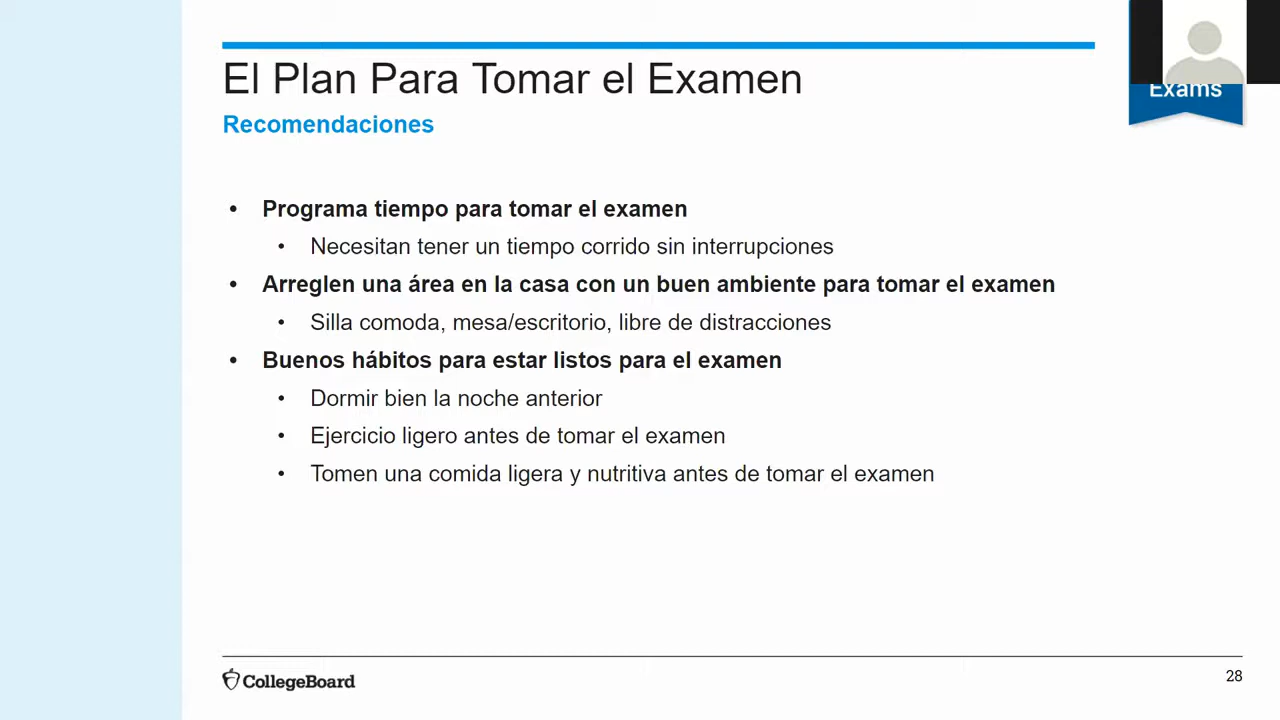 El Plan Para Tomar el Examen
Recomendaciones
Exams
• Programa tiempo para tomar el examen
• Necesitan tener un tiempo corrido sin interrupciones
• Arreglen una área en la casa con un buen ambiente para tomar el examen
• Silla comoda, mesa/escritorio, libre de distracciones
• Buenos hábitos para estar listos para el examen
• Dormir bien la noche anterior
• Ejercicio ligero antes de tomar el examen
• Tomen una comida ligera y nutritiva antes de tomar el examen
CollegeBoard
28